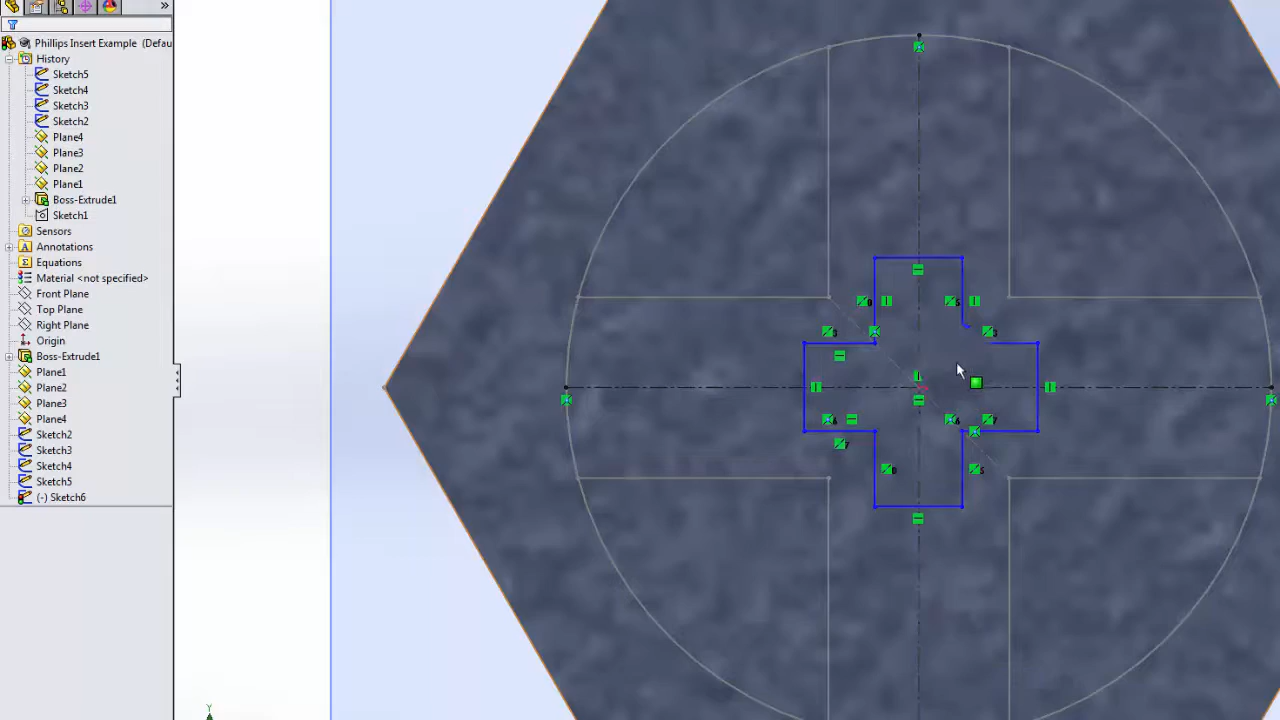 »
Phillips Insert Example (Defau
History
Sketch5
Sketch4
Sketch3
Sketch2
Plane4
Plane3
Plane2
Plane1
Boss-Extrude1
Sketch1
Sensors
Annotations
Equations
Material <not specified>
Front Plane
Top Plane
Right Plane
Origin
Boss-Extrude1
Plane1
Plane2
Plane3
Plane4
Sketch2
Sketch3
Sketch4
Sketch5
(-) Sketch6
Y